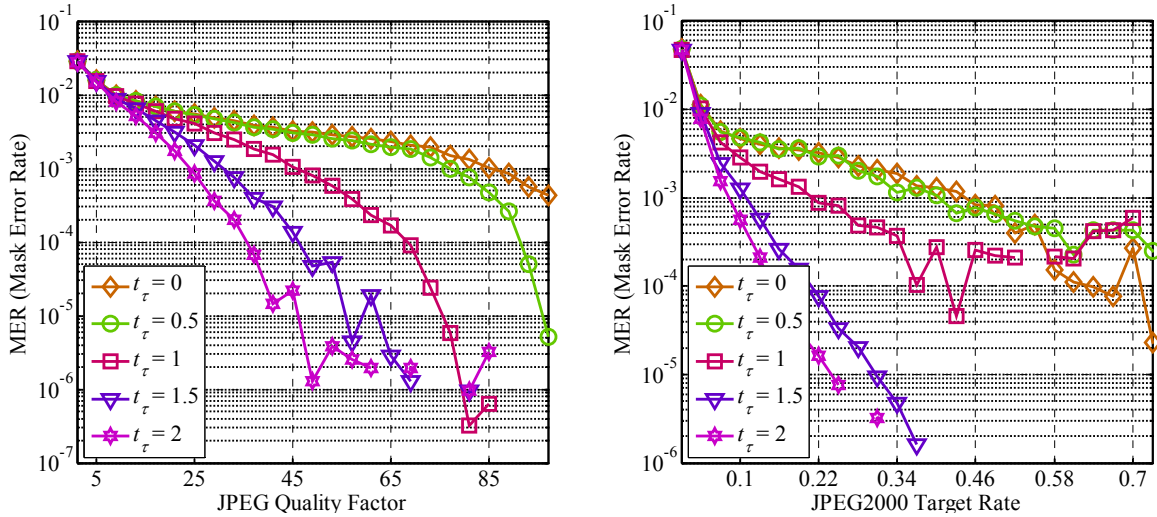 MER (Mask Error Rate)
10^-1
10^-2
10^-3
10^-4
10^-5
10^-6
10^-7
t_τ = 0
t_τ = 0.5
t_τ = 1
t_τ = 1.5
t_τ = 2
5 25 45 65 85
JPEG Quality Factor
MER (Mask Error Rate)
10^-1
10^-2
10^-3
10^-4
10^-5
10^-6
t_τ = 0
t_τ = 0.5
t_τ = 1
t_τ = 1.5
t_τ = 2
0.1 0.22 0.34 0.46 0.58 0.7
JPEG2000 Target Rate